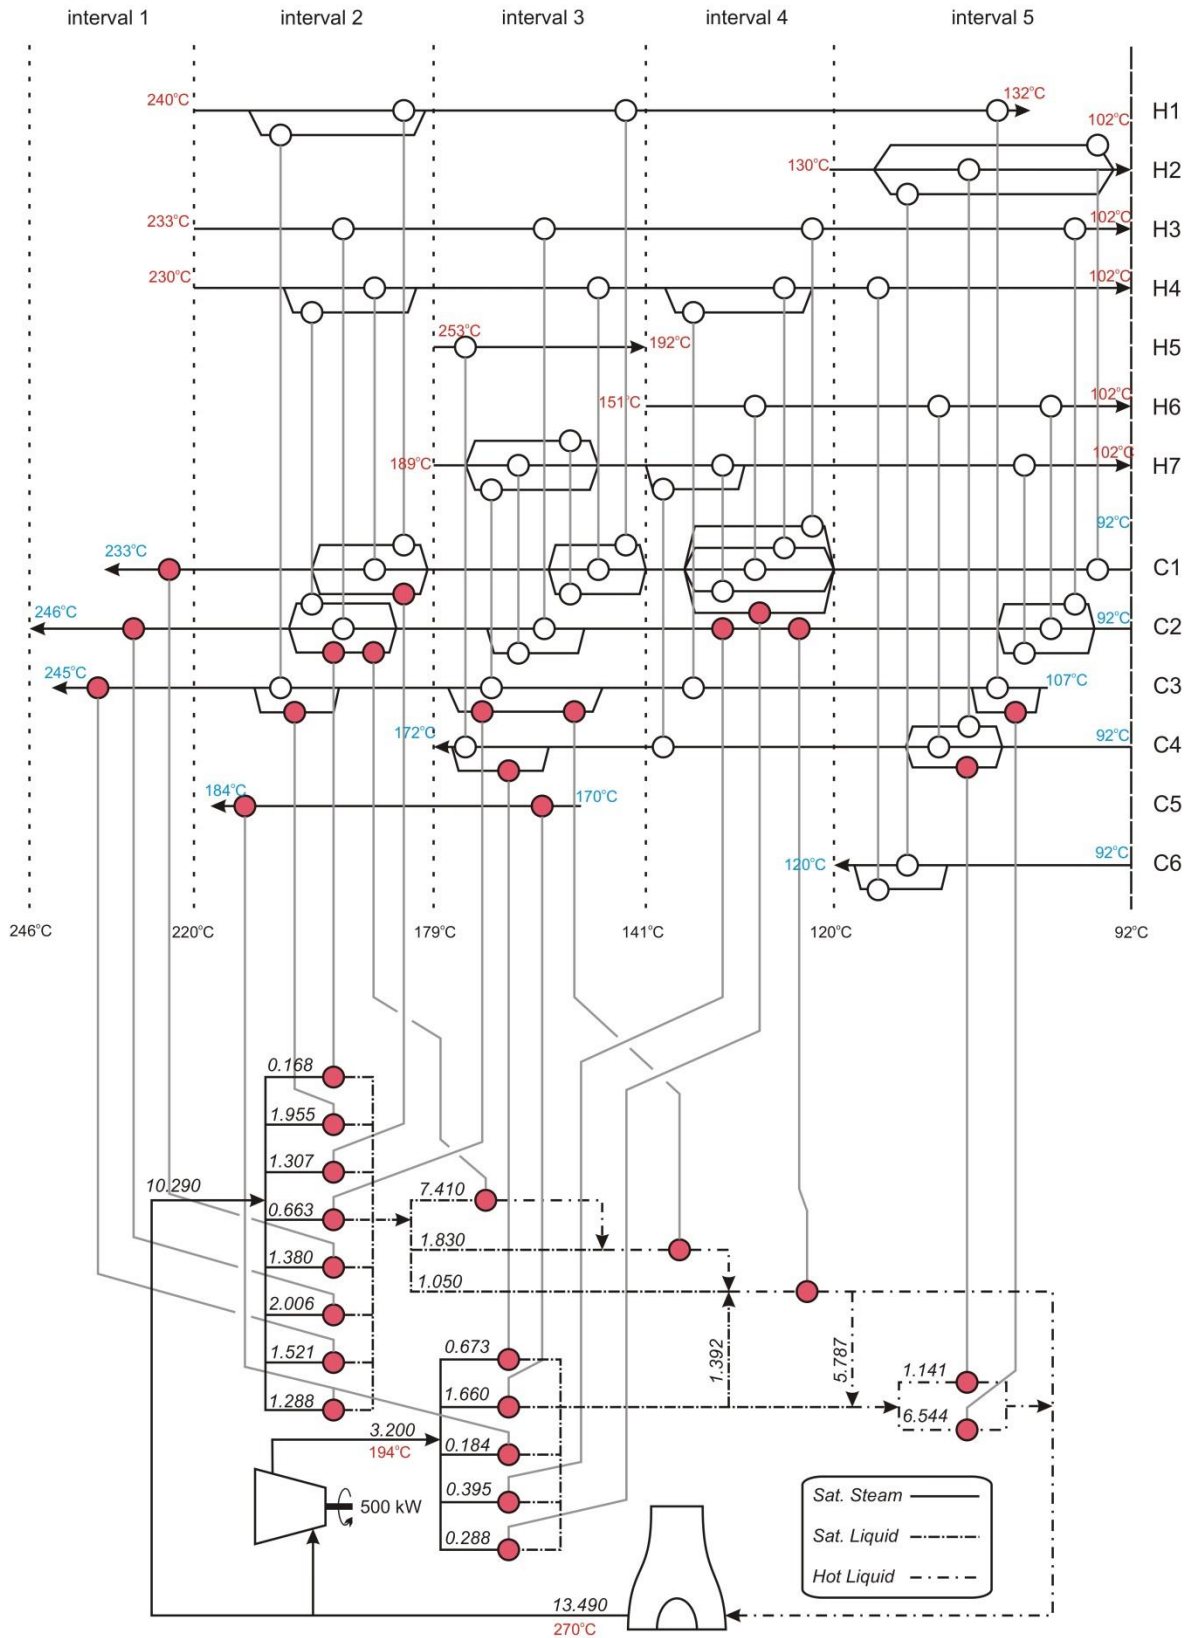 interval 1 interval 2 interval 3 interval 4 interval 5
240°C 132°C H1
102°C
130°C H2
233°C 102°C H3
230°C 102°C H4
253°C 192°C H5
151°C 102°C H6
189°C 102°C H7
233°C 92°C C1
246°C 92°C C2
245°C 107°C C3
172°C 92°C C4
184°C 170°C C5
120°C 92°C C6
246°C 220°C 179°C 141°C 120°C 92°C
0.168
1.955
1.307
10.290
0.663
7.410
1.830
1.380
1.050
2.006
1.521
1.288
0.673
1.392
5.787
1.141
1.660
6.544
3.200
194°C
0.184
0.395
0.288
500 kW
Sat. Steam
Sat. Liquid
Hot Liquid
13.490
270°C